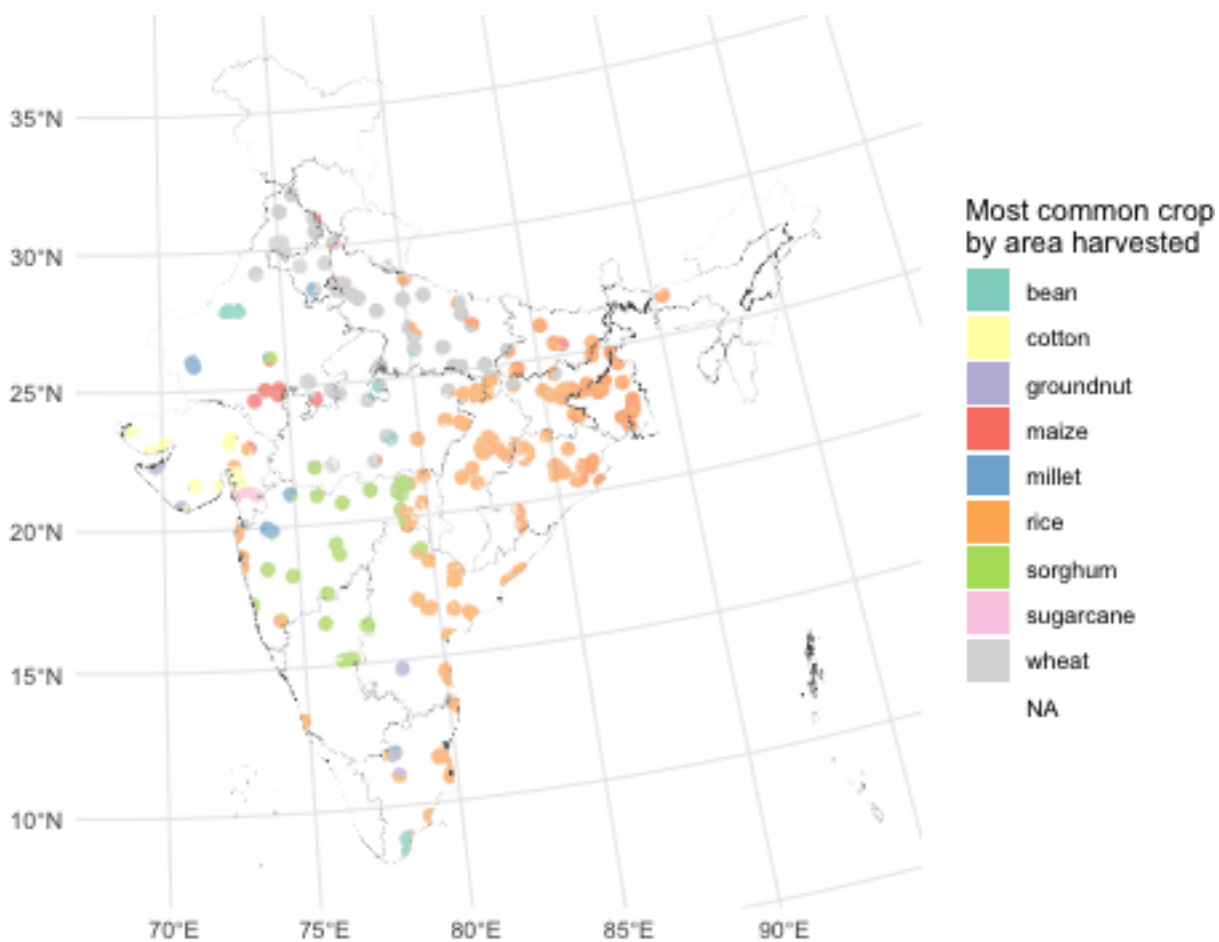 35°N
30°N
25°N
20°N
15°N
10°N
70°E
75°E
80°E
85°E
90°E
Most common crop
by area harvested
bean
cotton
groundnut
maize
millet
rice
sorghum
sugarcane
wheat
NA